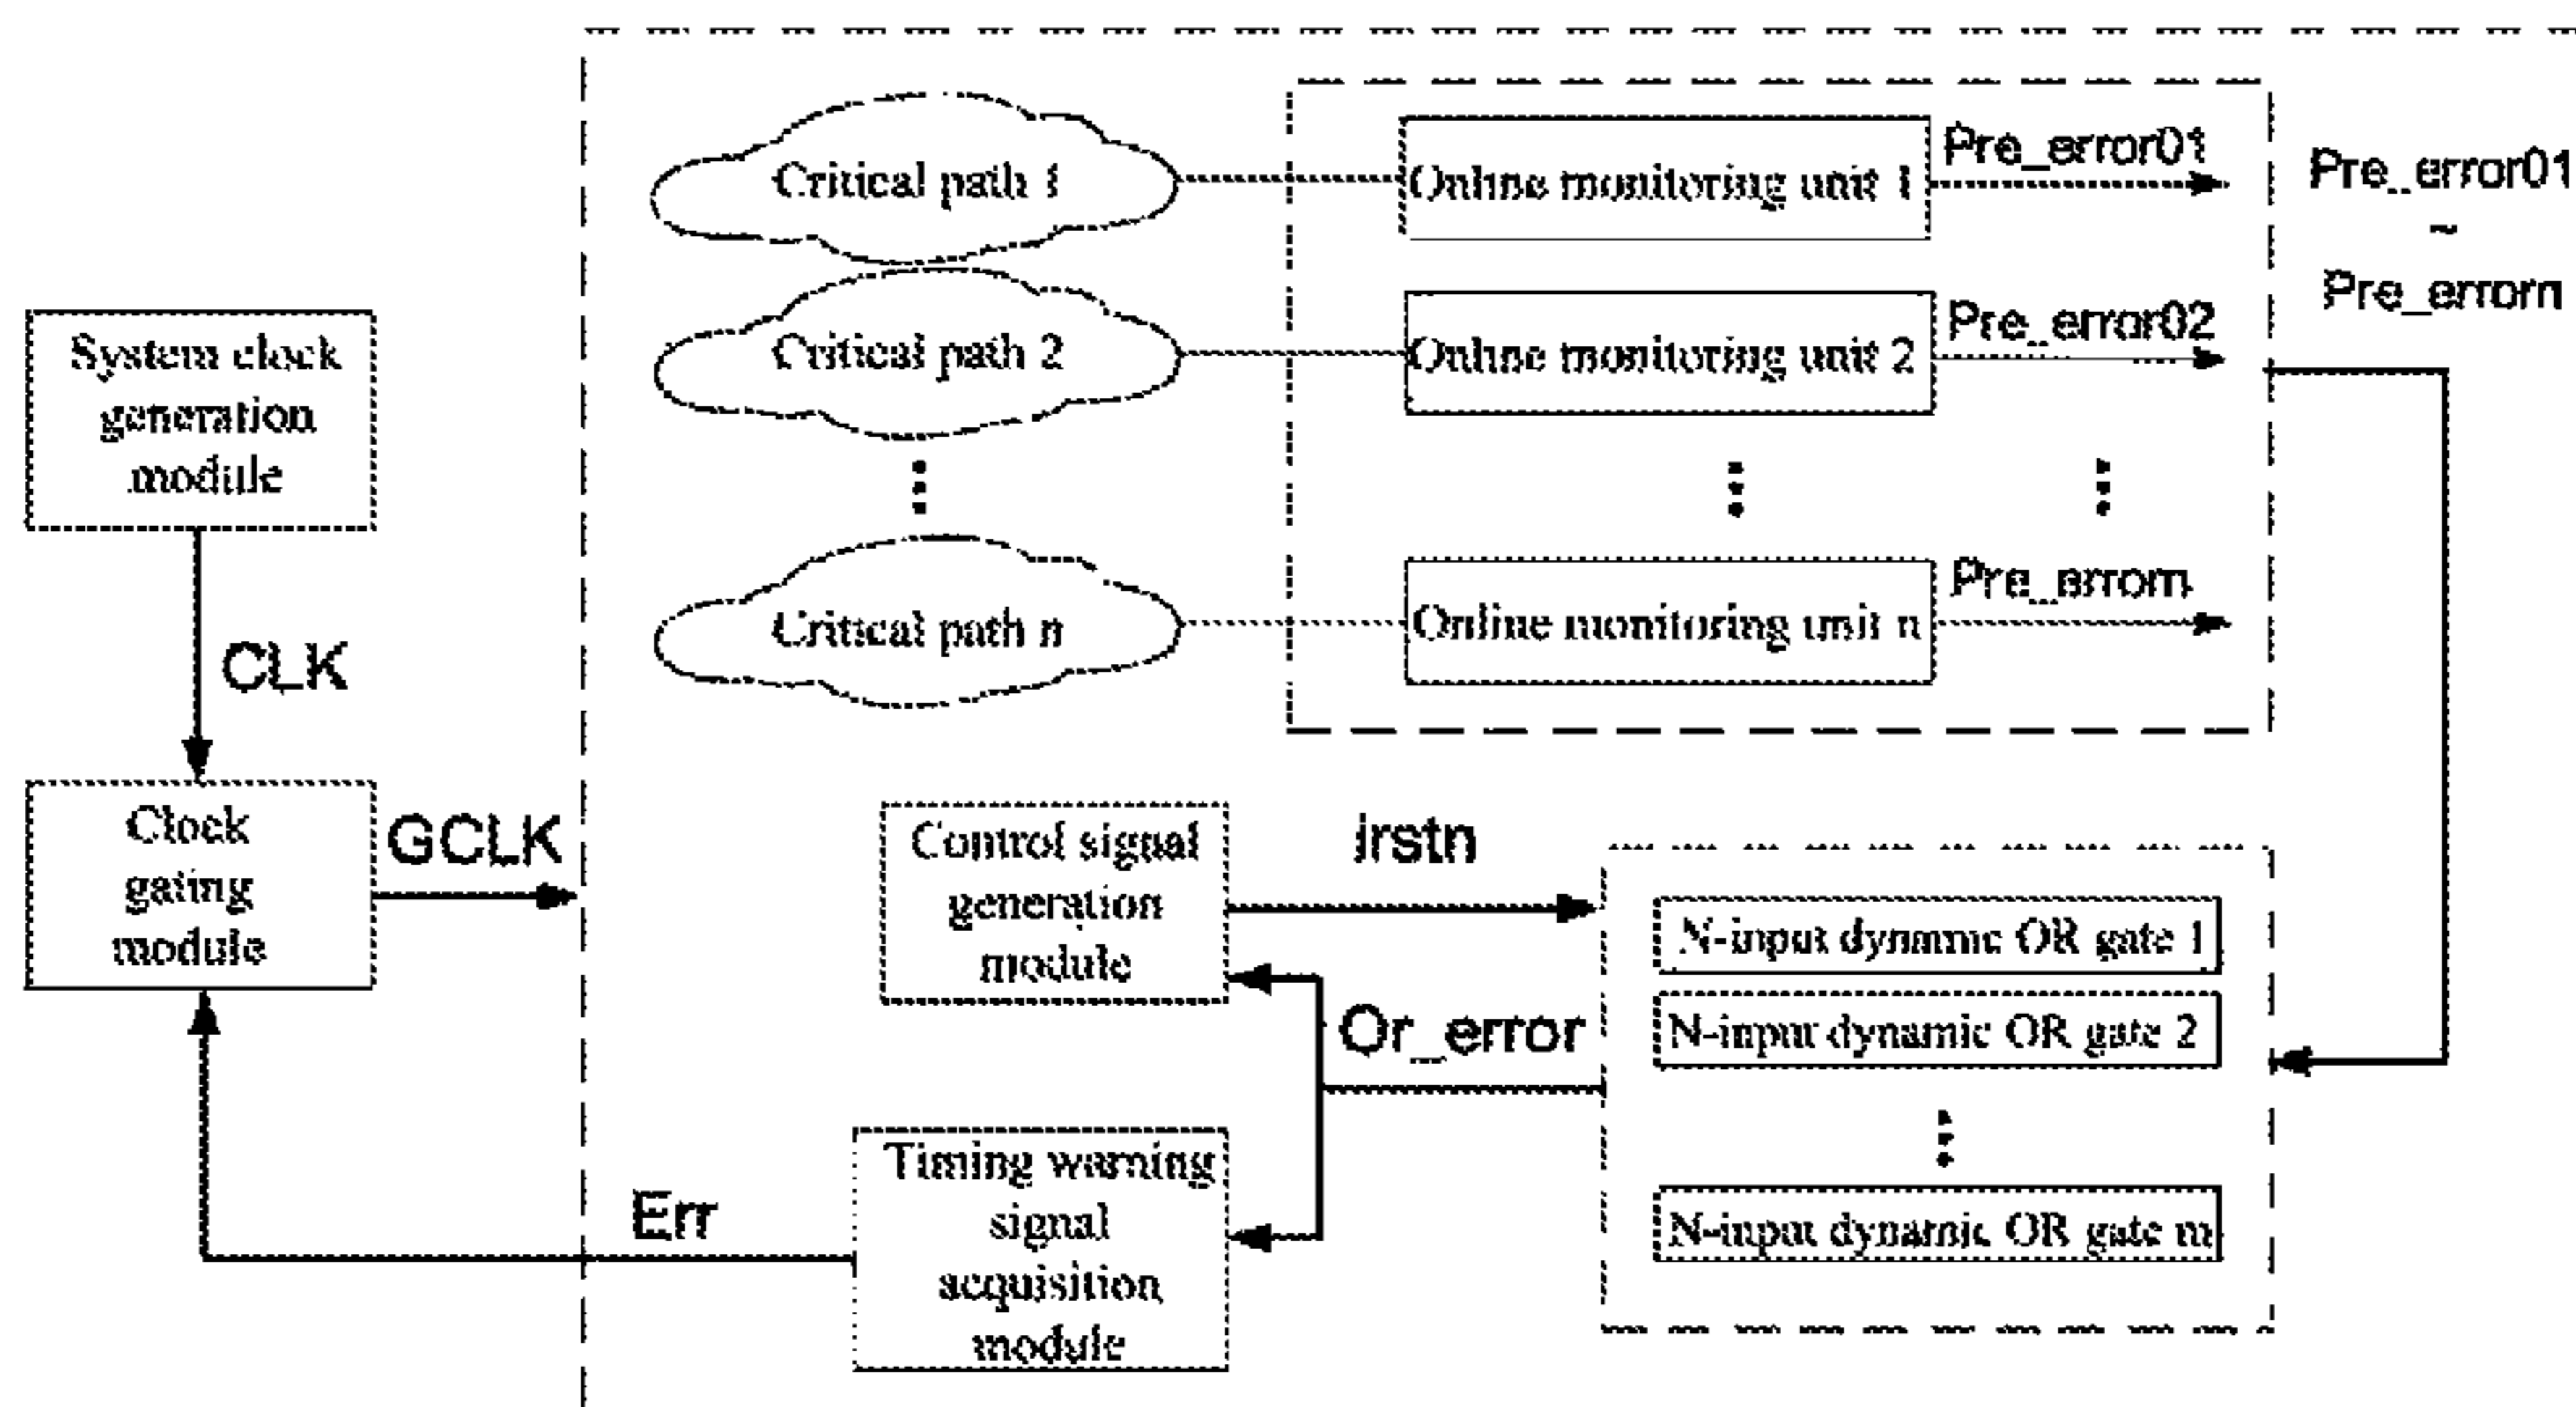 Critical path 1
Online monitoring unit 1
Pre_error01
Pre_error01
~
Pre_errorn
Critical path 2
Online monitoring unit 2
Pre_error02
System clock
generation
module
Critical path n
Online monitoring unit n
Pre_errorn
CLK
Clock
gating
module
GCLK
Control signal
generation
module
irstn
N-input dynamic OR gate 1
N-input dynamic OR gate 2
N-input dynamic OR gate m
Or_error
Timing warning
signal
acquisition
module
Err